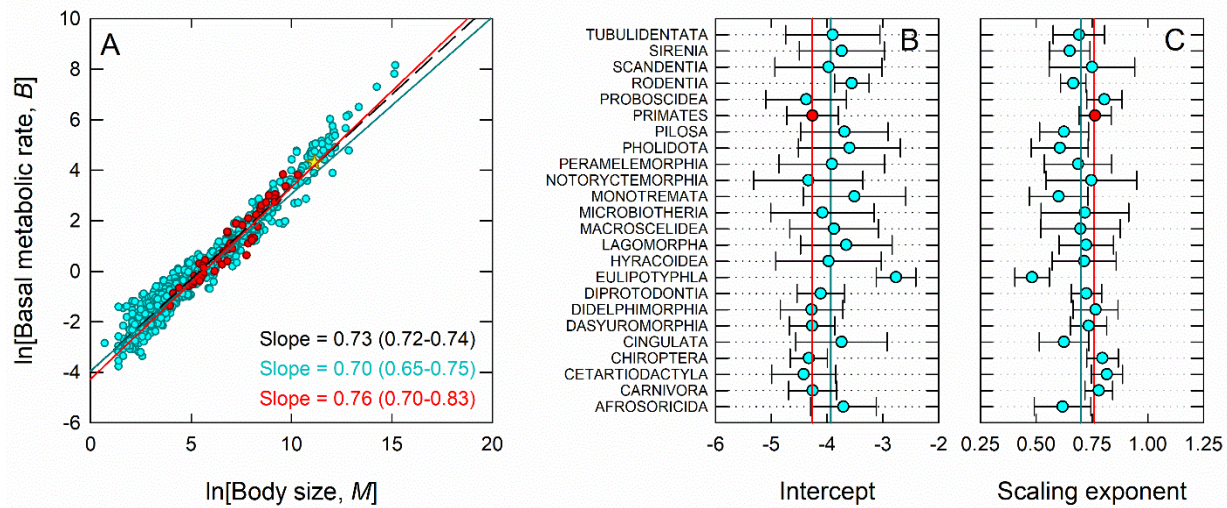 A
ln[Basal metabolic rate, B]
10
8
6
4
2
0
-2
-4
-6
0
5
10
15
20
Slope = 0.73 (0.72-0.74)
Slope = 0.70 (0.65-0.75)
Slope = 0.76 (0.70-0.83)
ln[Body size, M]
B
TUBULIDENTATA
SIRENIA
SCANDENTIA
RODENTIA
PROBOSCIDEA
PRIMATES
PILOSA
PHOLIDOTA
PERAMELEMORPHIA
NOTORYCTEMORPHIA
MONOTREMATA
MICROBIOTHERIA
MACROSCELIDEA
LAGOMORPHA
HYRACOIDEA
EULIPOTYPHLA
DIPROTODONTIA
DIDELPHIMORPHIA
DASYUROMORPHIA
CINGULATA
CHIROPTERA
CETARTIODACTYLA
CARNIVORA
AFROSORICIDA
-6
-5
-4
-3
-2
Intercept
C
0.25
0.50
0.75
1.00
1.25
Scaling exponent